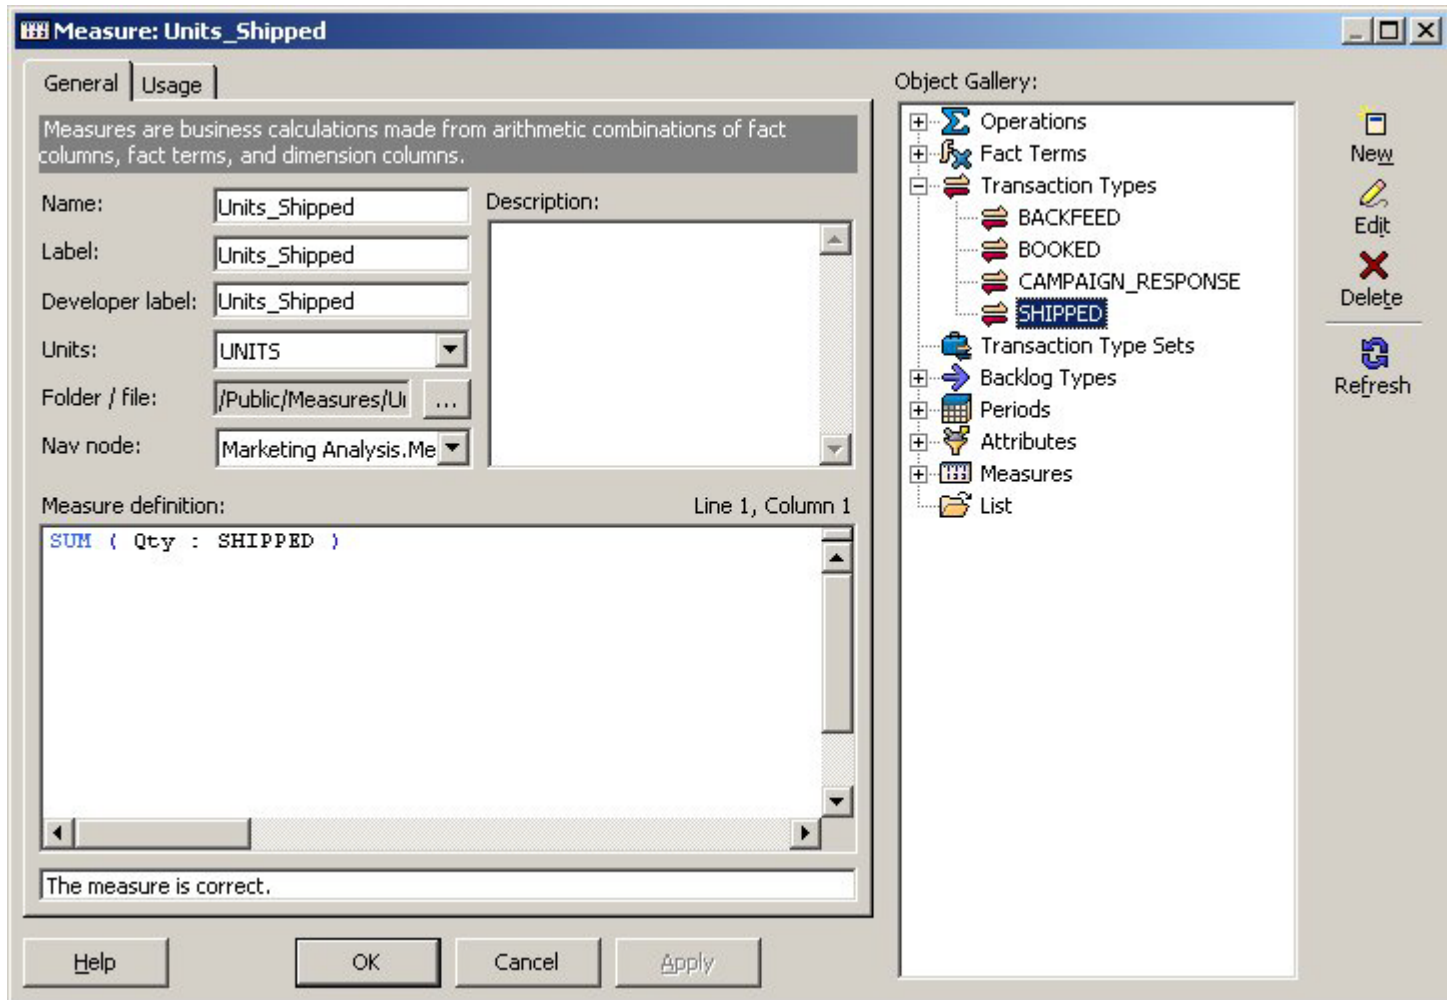 Measure: Units_Shipped
General
Usage
Measures are business calculations made from arithmetic combinations of fact
columns, fact terms, and dimension columns.
Name:
Units_Shipped
Label:
Units_Shipped
Developer label:
Units_Shipped
Units:
UNITS
Folder / file:
/Public/Measures/U
...
Nav node:
Marketing Analysis.Me
Description:
Measure definition:
Line 1, Column 1
SUM ( Qty : SHIPPED )
The measure is correct.
Help
OK
Cancel
Apply
Object Gallery:
Operations
Fact Terms
Transaction Types
BACKFEED
BOOKED
CAMPAIGN_RESPONSE
SHIPPED
Transaction Type Sets
Backlog Types
Periods
Attributes
Measures
List
New
Edit
Delete
Refresh